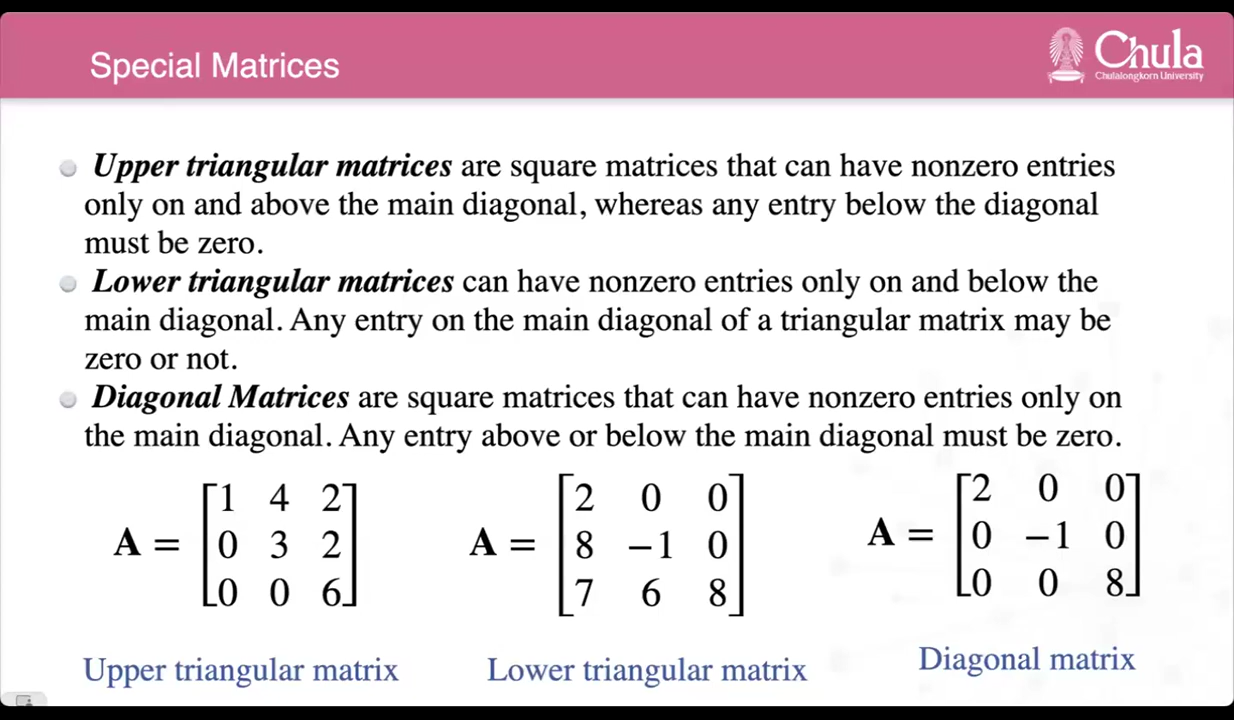 Special Matrices
Chula
Chulalongkorn University
Upper triangular matrices are square matrices that can have nonzero entries
only on and above the main diagonal, whereas any entry below the diagonal
must be zero.
Lower triangular matrices can have nonzero entries only on and below the
main diagonal. Any entry on the main diagonal of a triangular matrix may be
zero or not.
Diagonal Matrices are square matrices that can have nonzero entries only on
the main diagonal. Any entry above or below the main diagonal must be zero.
A = [1 4 2
0 3 2
0 0 6]
A = [2 0 0
8 −1 0
7 6 8]
A = [2 0 0
0 −1 0
0 0 8]
Upper triangular matrix
Lower triangular matrix
Diagonal matrix